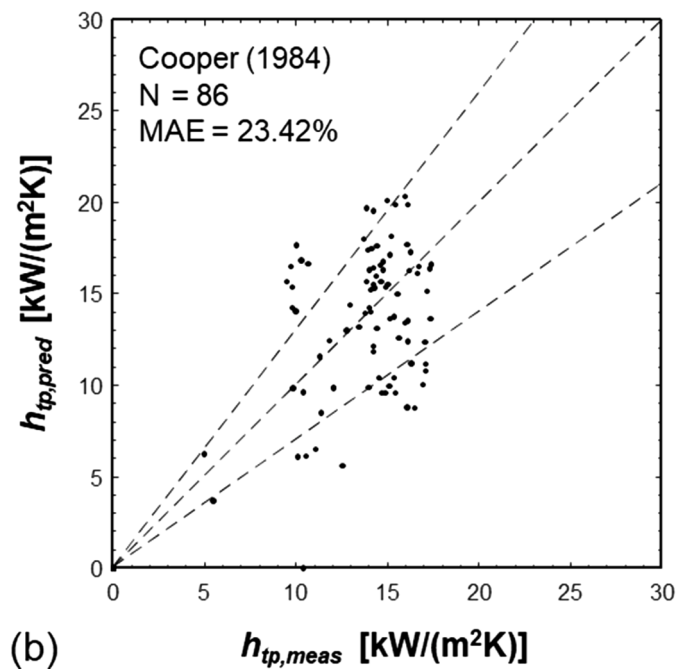 Cooper (1984)
N = 86
MAE = 23.42%
30
25
20
15
10
5
0
h_tp,pred [kW/(m²K)]
0 5 10 15 20 25 30
(b) h_tp,meas [kW/(m²K)]